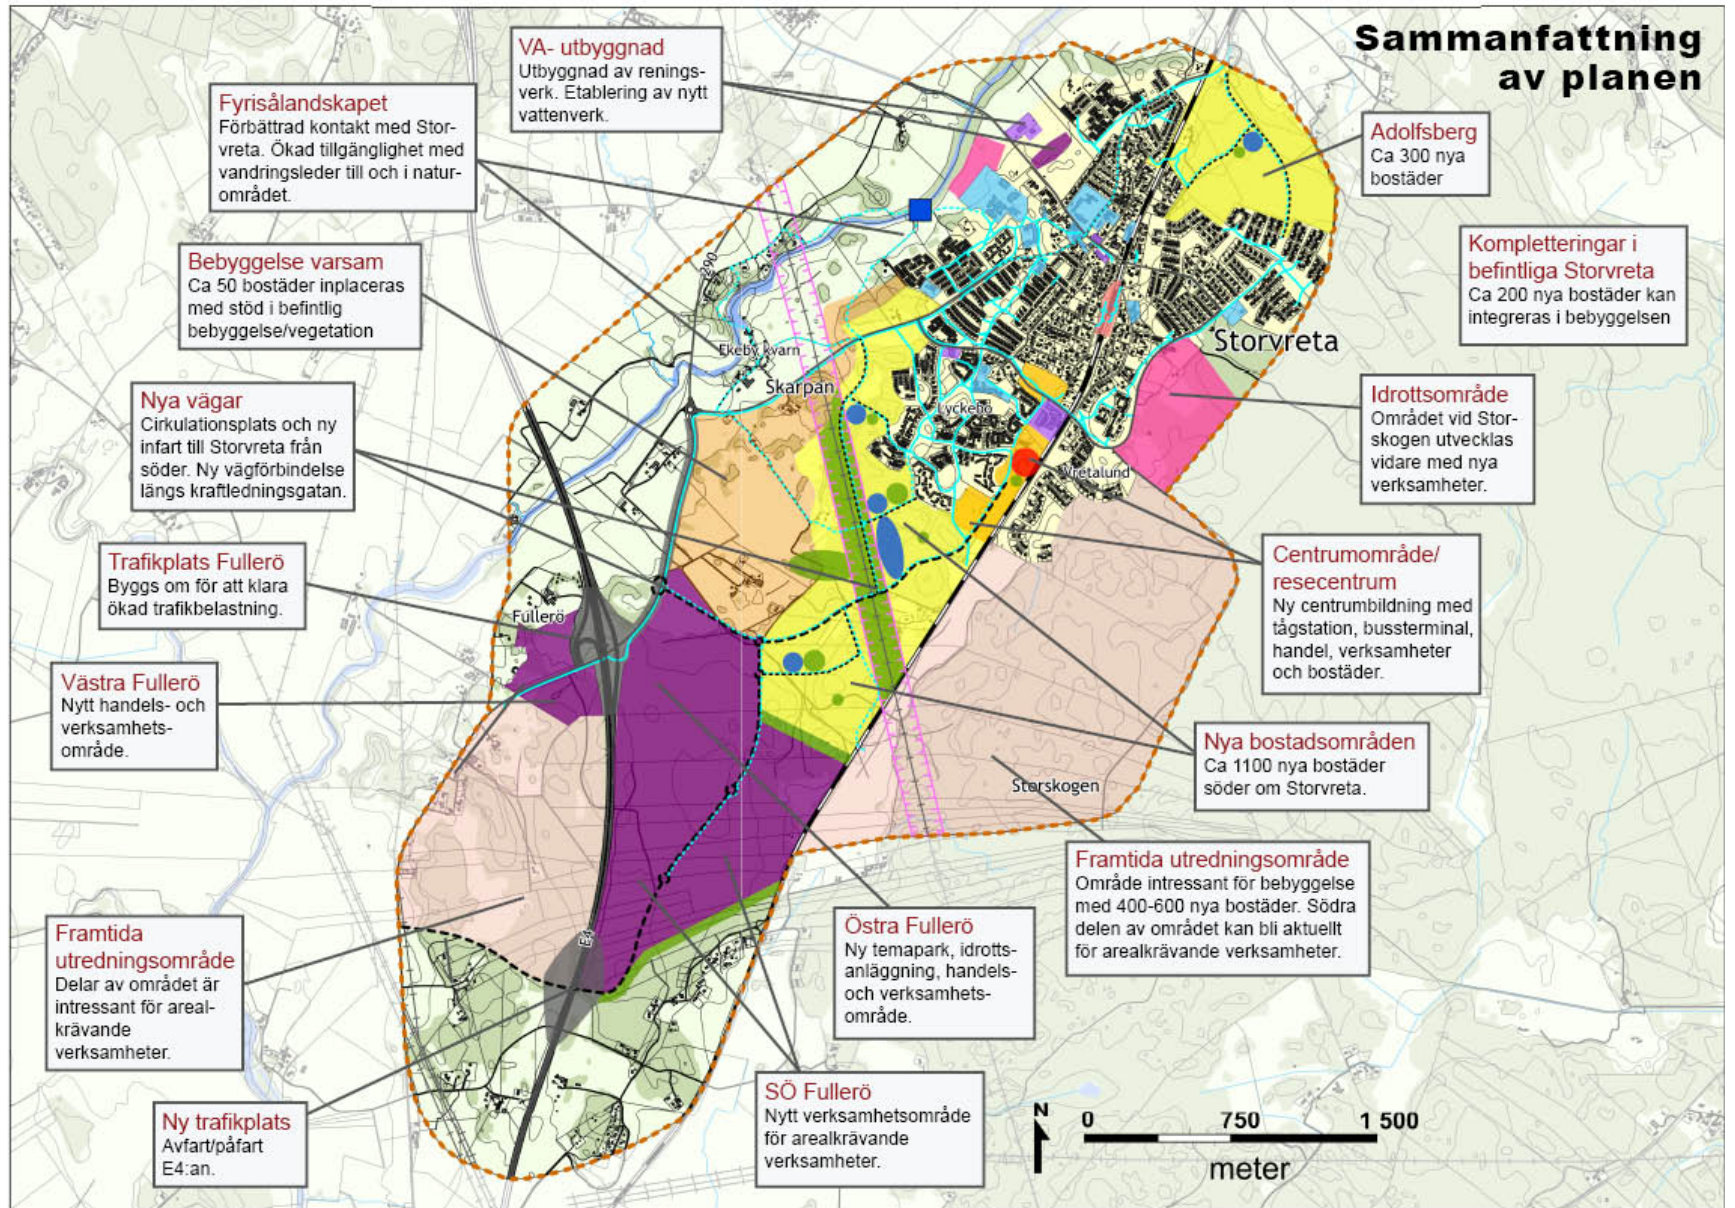 Sammanfattning
av planen
VA- utbyggnad
Utbyggnad av renings-
verk. Etablering av nytt
vattenverk.
Fyrisålandskapet
Förbättrad kontakt med Stor-
vreta. Ökad tillgänglighet med
vandringsleder till och i natur-
området.
Adolfsberg
Ca 300 nya
bostäder
Bebyggelse varsam
Ca 50 bostäder inplaceras
med stöd i befintlig
bebyggelse/vegetation
Kompletteringar i
befintliga Storvreta
Ca 200 nya bostäder kan
integreras i bebyggelsen
290
Ekeby kvarn
Skarpan
Storvreta
Lyckebo
Vretalund
Nya vägar
Cirkulationsplats och ny
infart till Storvreta från
söder. Ny vägförbindelse
längs kraftledningsgatan.
Idrottsområde
Området vid Stor-
skogen utvecklas
vidare med nya
verksamheter.
Trafikplats Fullerö
Byggs om för att klara
ökad trafikbelastning.
Fullerö
Centrumområde/
resecentrum
Ny centrumbildning med
tågstation, bussterminal,
handel, verksamheter
och bostäder.
Västra Fullerö
Nytt handels- och
verksamhets-
område.
Nya bostadsområden
Ca 1100 nya bostäder
söder om Storvreta.
Storskogen
Framtida utredningsområde
Område intressant för bebyggelse
med 400-600 nya bostäder. Södra
delen av området kan bli aktuellt
för arealkrävande verksamheter.
Framtida
utredningsområde
Delar av området är
intressant för areal-
krävande
verksamheter.
E4
Östra Fullerö
Ny temapark, idrotts-
anläggning, handels-
och verksamhets-
område.
Ny trafikplats
Avfart/påfart
E4:an.
SÖ Fullerö
Nytt verksamhetsområde
för arealkrävande
verksamheter.
N
0 750 1 500
meter